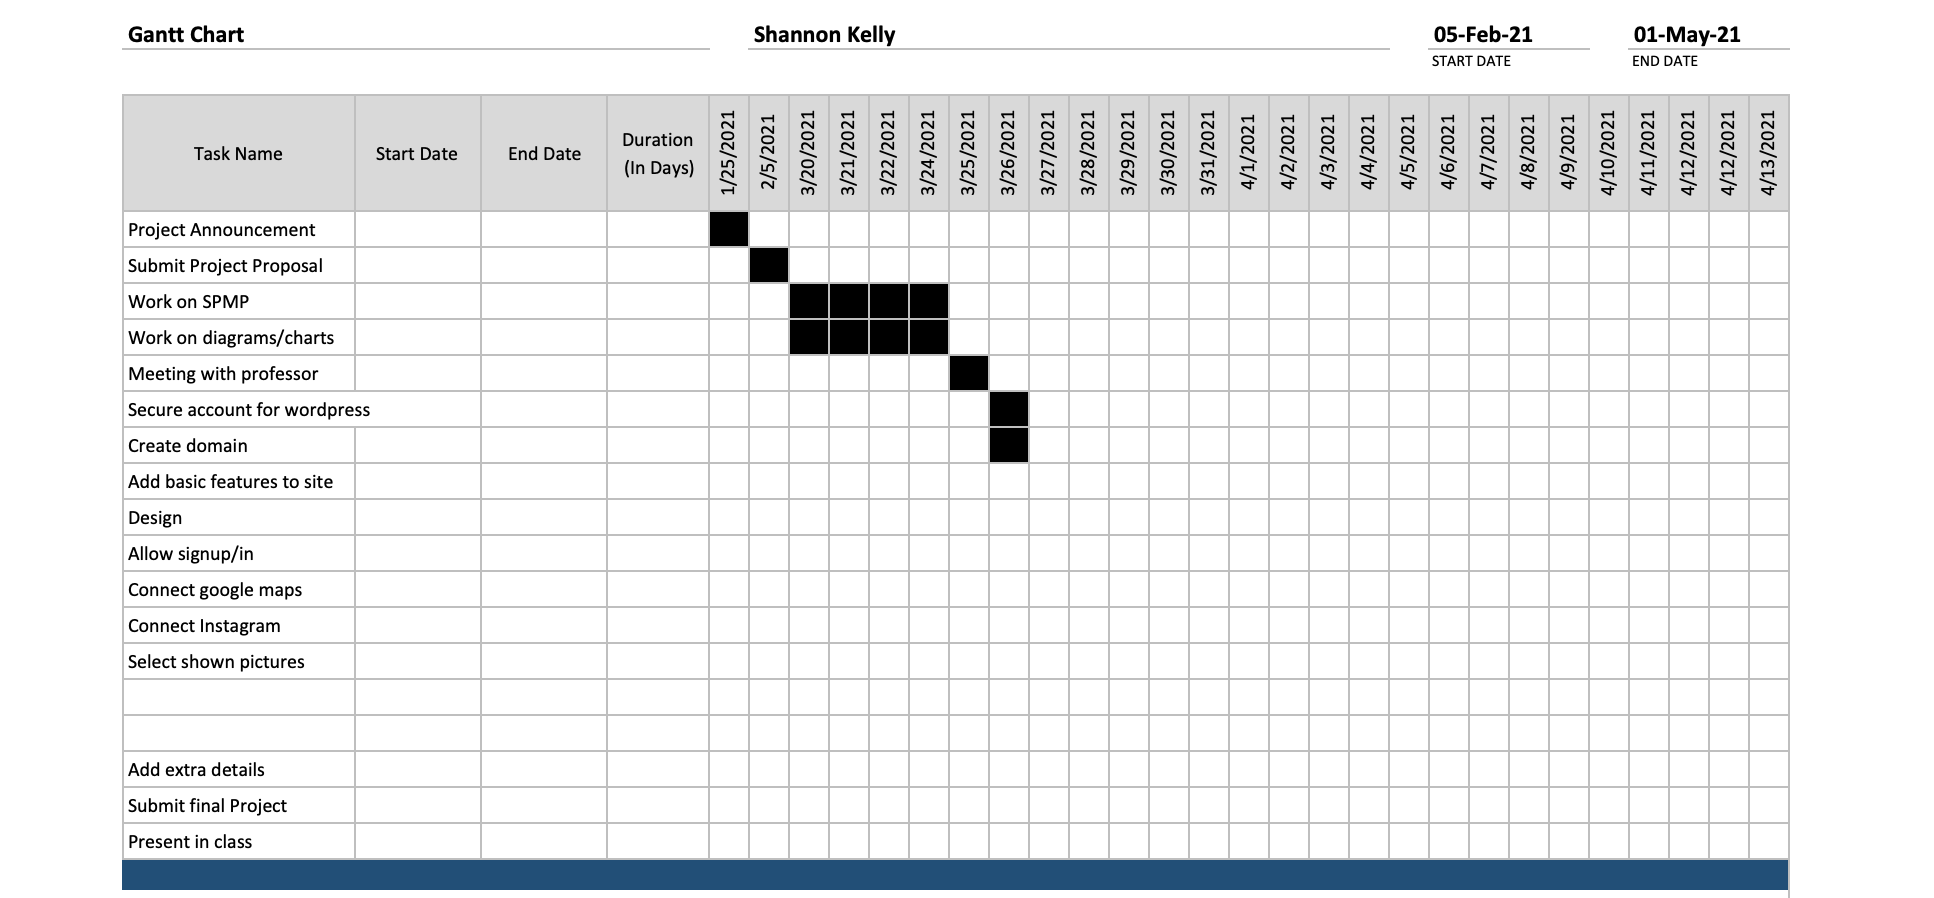 Gantt Chart
Shannon Kelly
05-Feb-21
01-May-21
START DATE
END DATE
Task Name
Start Date
End Date
Duration
(In Days)
1/25/2021
2/5/2021
3/20/2021
3/21/2021
3/22/2021
3/24/2021
3/25/2021
3/26/2021
3/27/2021
3/28/2021
3/29/2021
3/30/2021
3/31/2021
4/1/2021
4/2/2021
4/3/2021
4/4/2021
4/5/2021
4/6/2021
4/7/2021
4/8/2021
4/9/2021
4/10/2021
4/11/2021
4/12/2021
4/12/2021
4/13/2021
Project Announcement
Submit Project Proposal
Work on SPMP
Work on diagrams/charts
Meeting with professor
Secure account for wordpress
Create domain
Add basic features to site
Design
Allow signup/in
Connect google maps
Connect Instagram
Select shown pictures
Add extra details
Submit final Project
Present in class